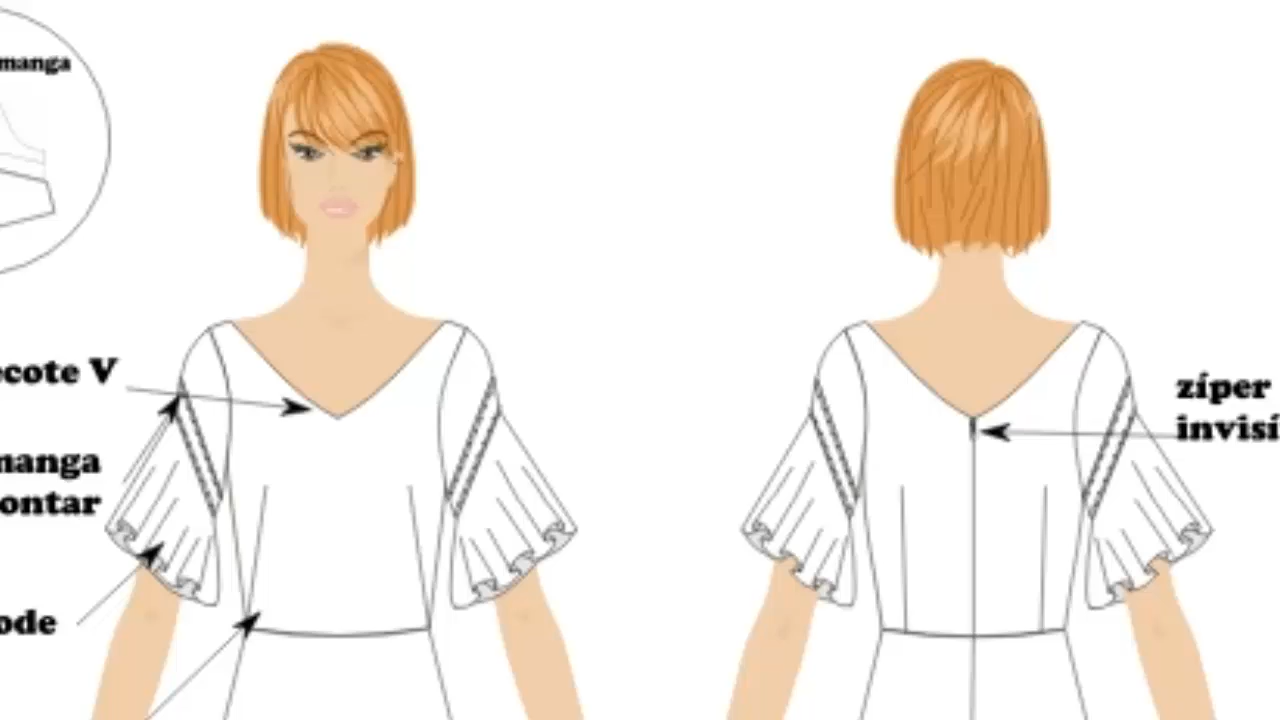 manga
ecote V
manga
ontar
ode
zíper
invisí